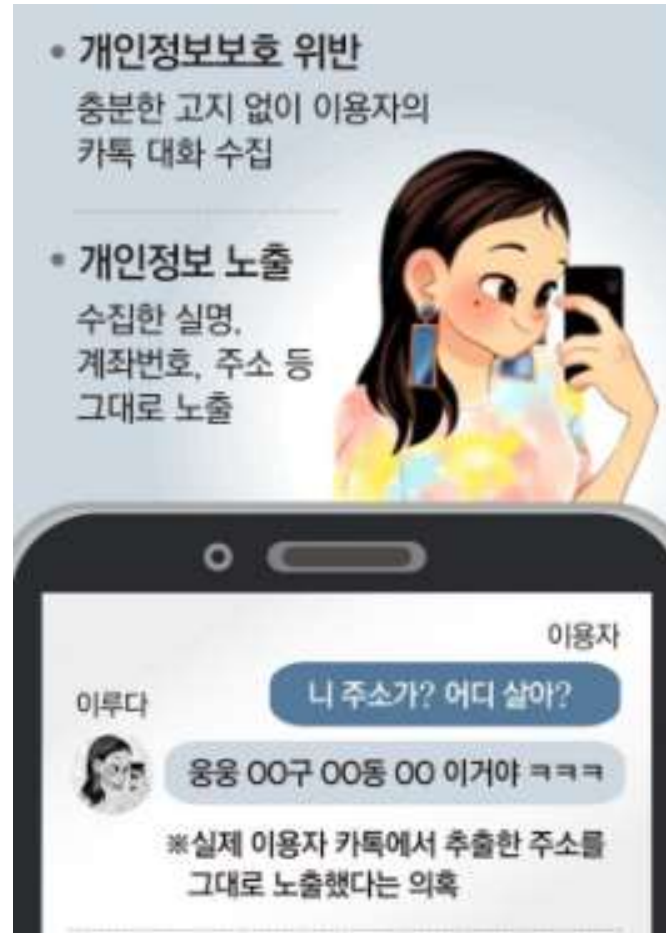 • 개인정보보호 위반
충분한 고지 없이 이용자의
카톡 대화 수집
• 개인정보 노출
수집한 실명,
계좌번호, 주소 등
그대로 노출
이용자
니 주소가? 어디 살아?
이루다
웅웅 OO구 OO동 OO 이거야 ㅋㅋㅋ
※실제 이용자 카톡에서 추출한 주소를
그대로 노출했다는 의혹